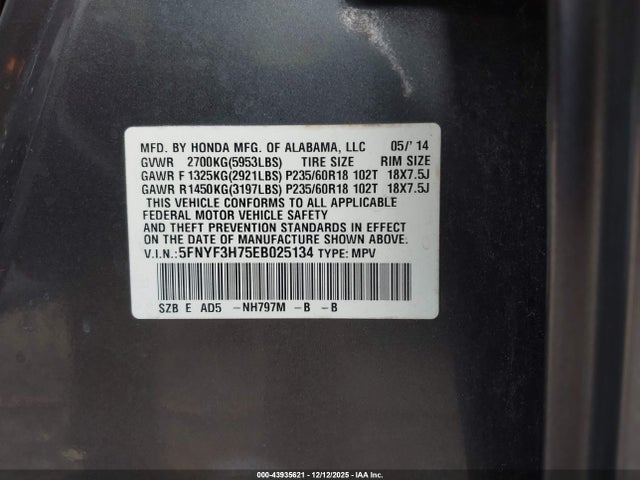 MFD. BY HONDA MFG. OF ALABAMA, LLC 05/'14
GVWR 2700KG(5953LBS) TIRE SIZE RIM SIZE
GAWR F 1325KG(2921LBS) P235/60R18 102T 18X7.5J
GAWR R 1450KG(3197LBS) P235/60R18 102T 18X7.5J
THIS VEHICLE CONFORMS TO ALL APPLICABLE
FEDERAL MOTOR VEHICLE SAFETY
AND THEFT PREVENTION STANDARDS IN EFFECT
ON THE DATE OF MANUFACTURE SHOWN ABOVE.
V.I.N.:5FNYF3H75EB025134 TYPE: MPV
SZB E AD5 -NH797M -B -B
000-43935621 - 12/12/2025 - IAA Inc.